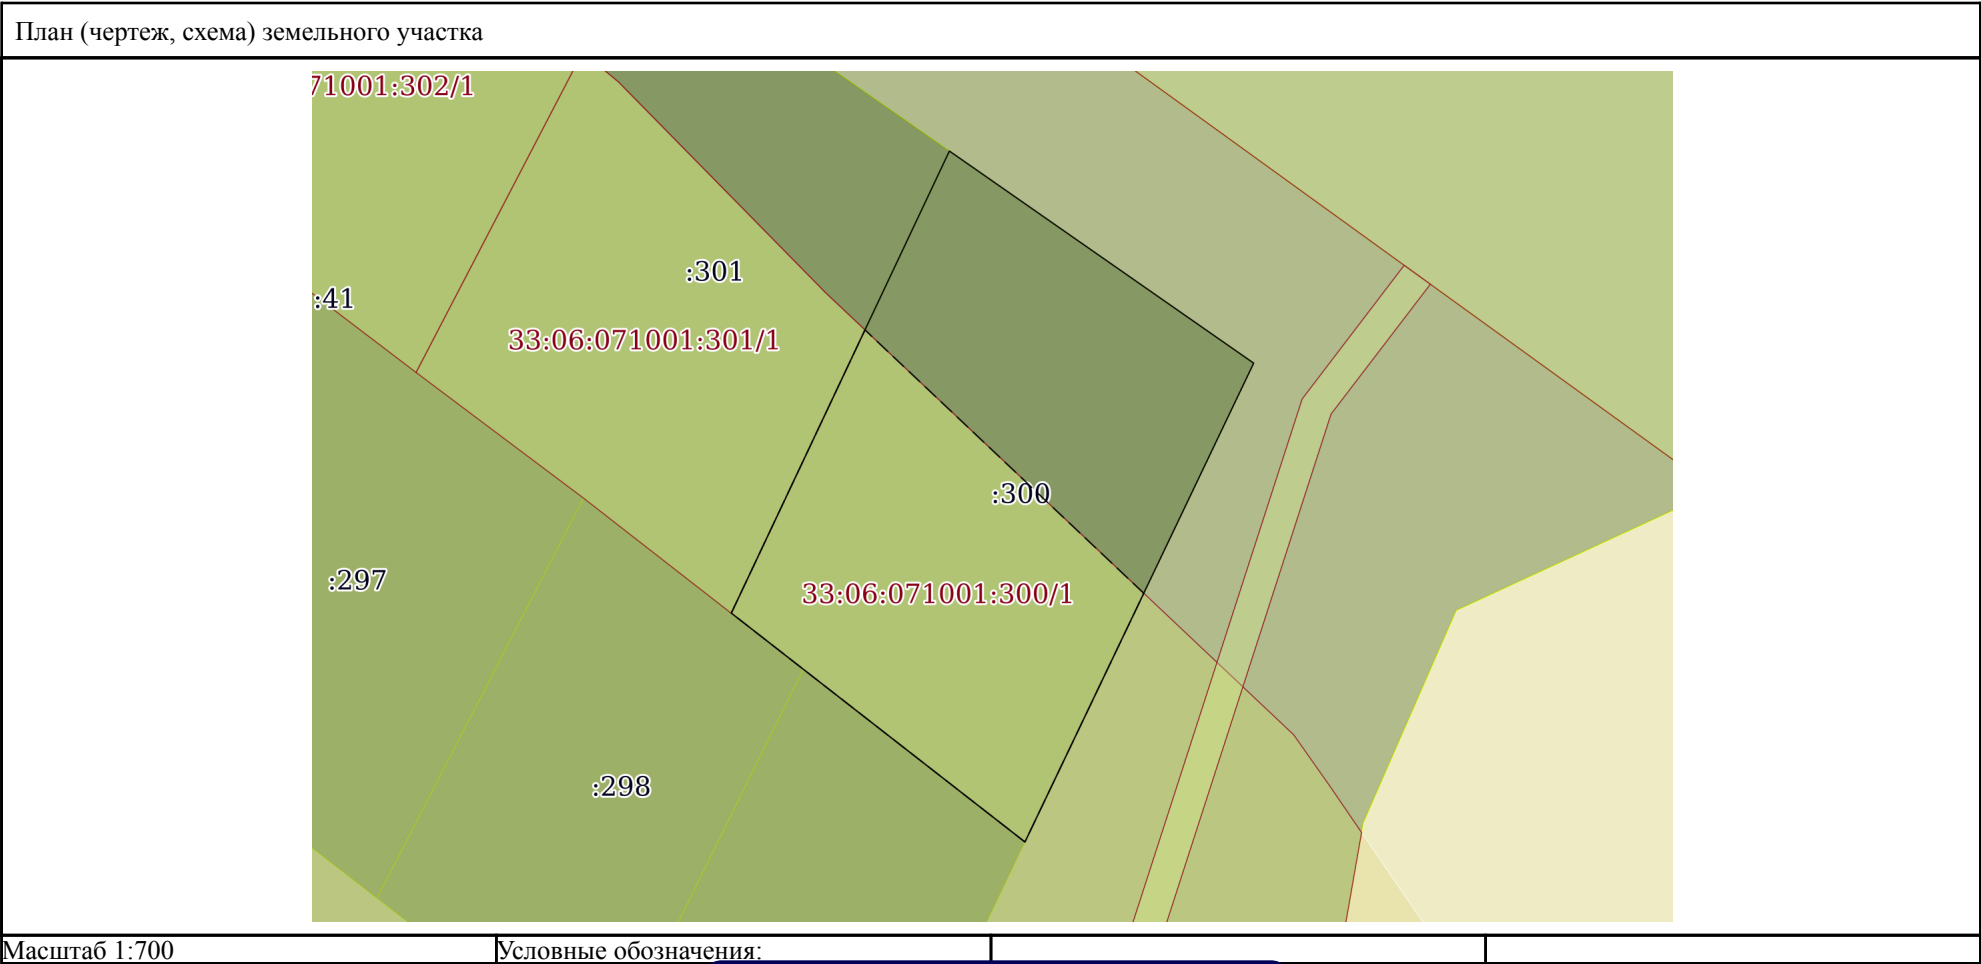 План (чертеж, схема) земельного участка
71001:302/1
:301
:41
33:06:071001:301/1
:300
:297
33:06:071001:300/1
:298
Масштаб 1:700
Условные обозначения: